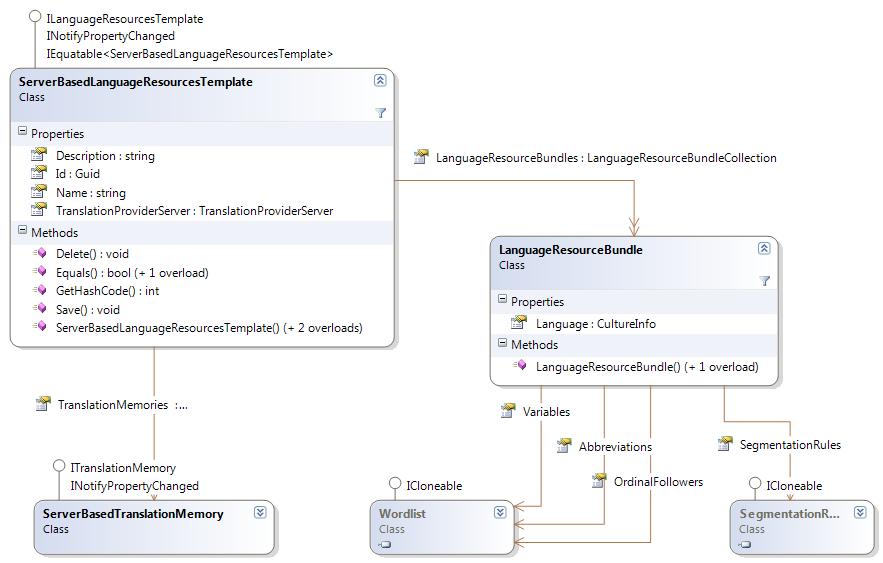 ILanguageResourcesTemplate
INotifyPropertyChanged
IEquatable<ServerBasedLanguageResourcesTemplate>
ServerBasedLanguageResourcesTemplate
Class
Properties
Description : string
Id : Guid
Name : string
TranslationProviderServer : TranslationProviderServer
Methods
Delete() : void
Equals() : bool (+ 1 overload)
GetHashCode() : int
Save() : void
ServerBasedLanguageResourcesTemplate() (+ 2 overloads)
LanguageResourceBundles : LanguageResourceBundleCollection
LanguageResourceBundle
Class
Properties
Language : CultureInfo
Methods
LanguageResourceBundle() (+ 1 overload)
TranslationMemories :...
Variables
Abbreviations
OrdinalFollowers
SegmentationRules
ITranslationMemory
INotifyPropertyChanged
ServerBasedTranslationMemory
Class
ICloneable
Wordlist
Class
ICloneable
SegmentationR...
Class